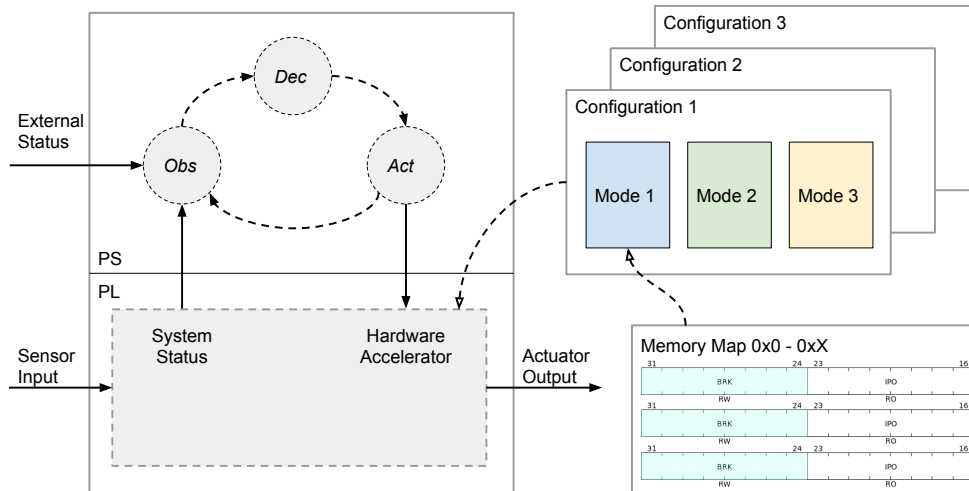 Configuration 3
Configuration 2
Configuration 1
Dec
External
Status
Obs
Act
Mode 1
Mode 2
Mode 3
PS
PL
System
Status
Hardware
Accelerator
Sensor
Input
Actuator
Output
Memory Map 0x0 - 0xX
31 24 23 16
BRK IPO
RW RO
31 24 23 16
BRK IPO
RW RO
31 24 23 16
BRK IPO
RW RO